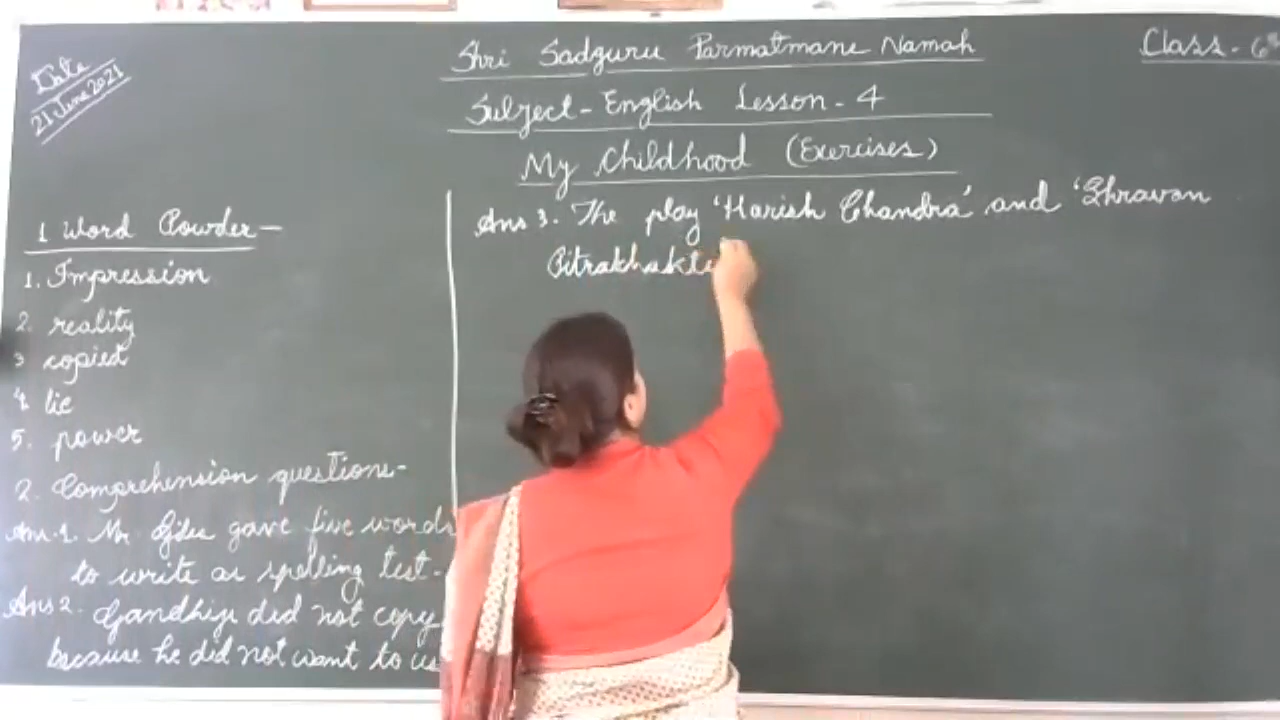 Date
21 June 2021
Shri Sadguru Parmatmane Namah
Class - 6th
Subject - English Lesson - 4
My Childhood (Exercises)
1 Word Powder -
1. Impression
2. reality
3 copied
4. lie
5. power
2. Comprehension questions -
Ans. 1. Mr. gave five words
to write as spelling test.
Ans 2. Gandhiji did not copy
because he did not want to us
Ans 3. The play 'Harish Chandra' and 'Shravan
Pitrabhakti